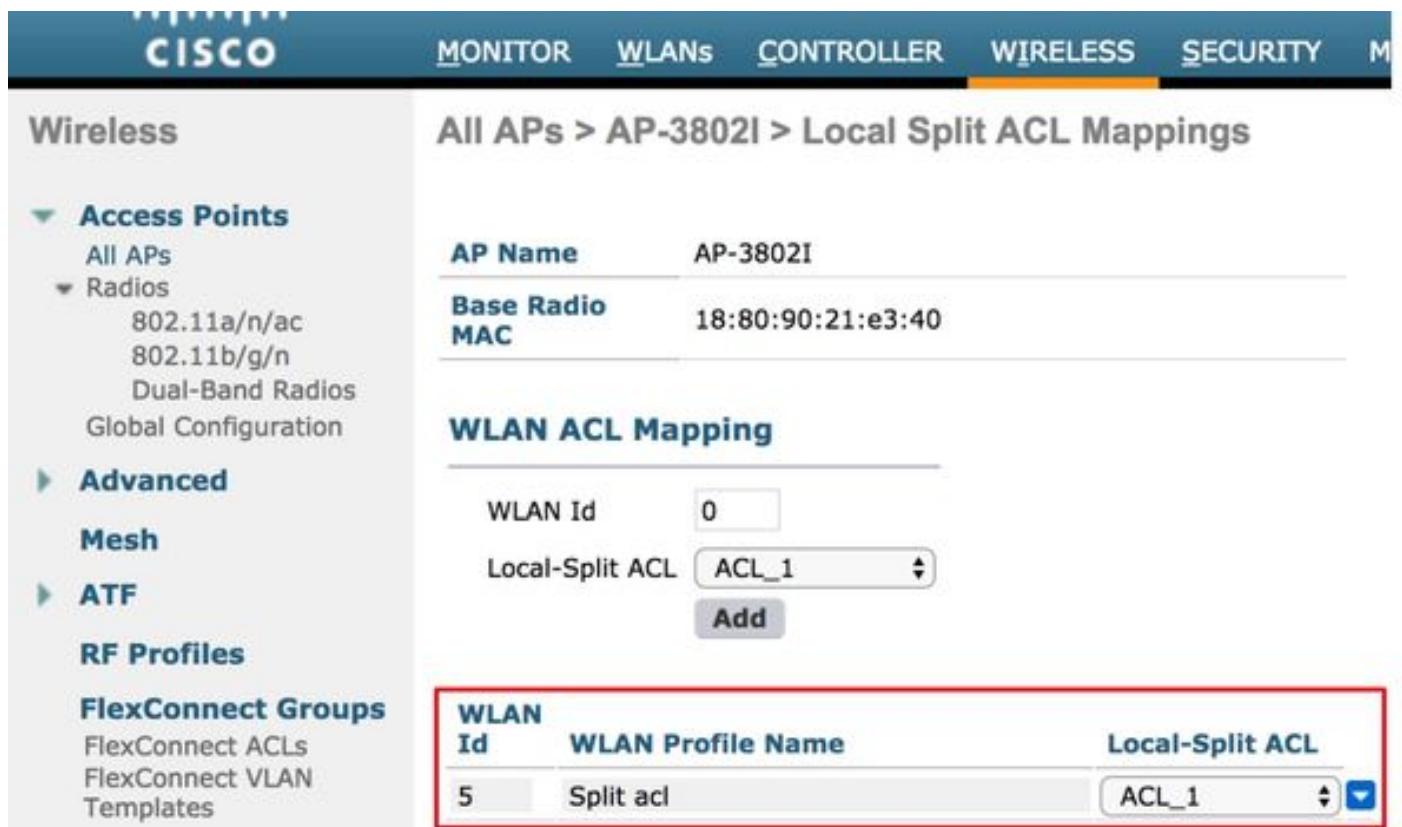 CISCO
MONITOR WLANs CONTROLLER WIRELESS SECURITY M
Wireless
Access Points
All APs
Radios
802.11a/n/ac
802.11b/g/n
Dual-Band Radios
Global Configuration
Advanced
Mesh
ATF
RF Profiles
FlexConnect Groups
FlexConnect ACLs
FlexConnect VLAN
Templates
All APs > AP-3802I > Local Split ACL Mappings
AP Name AP-3802I
Base Radio
MAC 18:80:90:21:e3:40
WLAN ACL Mapping
WLAN Id 0
Local-Split ACL ACL_1
Add
WLAN
Id WLAN Profile Name Local-Split ACL
5 Split acl ACL_1